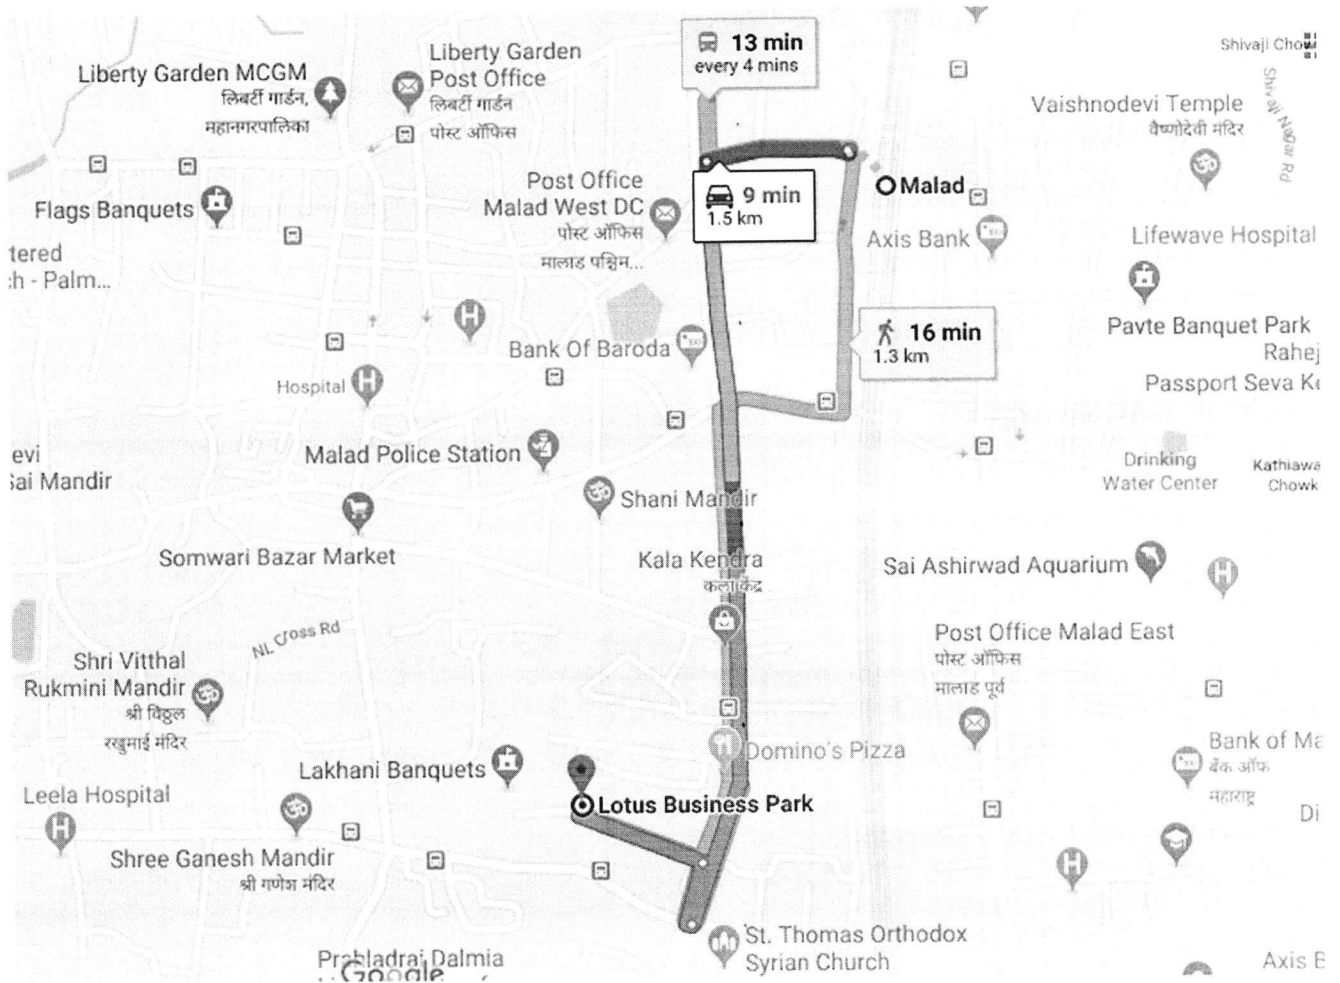 13 min
every 4 mins
Liberty Garden MCGM
लिबर्टी गार्डन,
महानगरपालिका
Liberty Garden
Post Office
लिबर्टी गार्डन
पोस्ट ऑफिस
Vaishnodevi Temple
वैष्णोदेवी मंदिर
Shivaji Nagar Rd
Flags Banquets
Post Office
Malad West DC
पोस्ट ऑफिस
मालाड पश्चिम...
9 min
1.5 km
Malad
Axis Bank
Lifewave Hospital
tered
ch - Palm...
16 min
1.3 km
Pavte Banquet Park
Rahej
Passport Seva
Bank Of Baroda
Hospital
Malad Police Station
evi
Sai Mandir
Shani Mandir
Drinking
Water Center
Kathiawa
Chowk
Somwari Bazar Market
Kala Kendra
कला केंद्र
Sai Ashirwad Aquarium
NL Cross Rd
Post Office Malad East
पोस्ट ऑफिस
मालाड पूर्व
Shri Vitthal
Rukmini Mandir
श्री विठ्ठल
रखुमाई मंदिर
Domino's Pizza
Bank of Ma
बँक ऑफ
महाराष्ट्र
Lakhani Banquets
Lotus Business Park
Leela Hospital
Di
Shree Ganesh Mandir
श्री गणेश मंदिर
St. Thomas Orthodox
Syrian Church
Prahladrai Dalmia
Google
Axis B